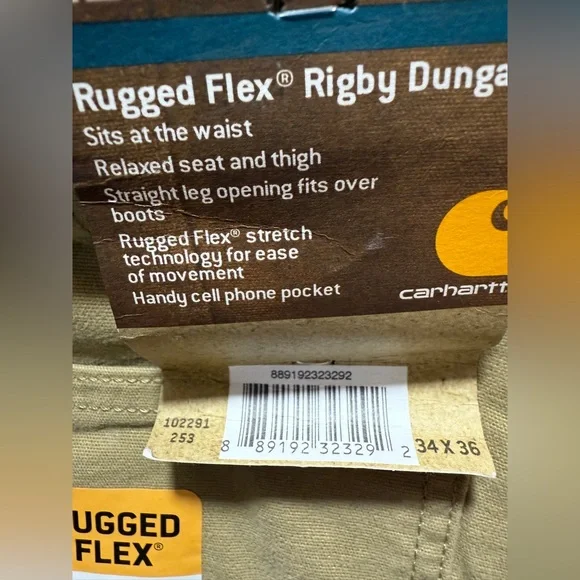 Rugged Flex® Rigby Dunga
Sits at the waist
Relaxed seat and thigh
Straight leg opening fits over
boots
Rugged Flex® stretch
technology for ease
of movement
Handy cell phone pocket
carhartt
889192323292
102291
253
8 89192 32329 2
34 X 36
UGGED
FLEX®